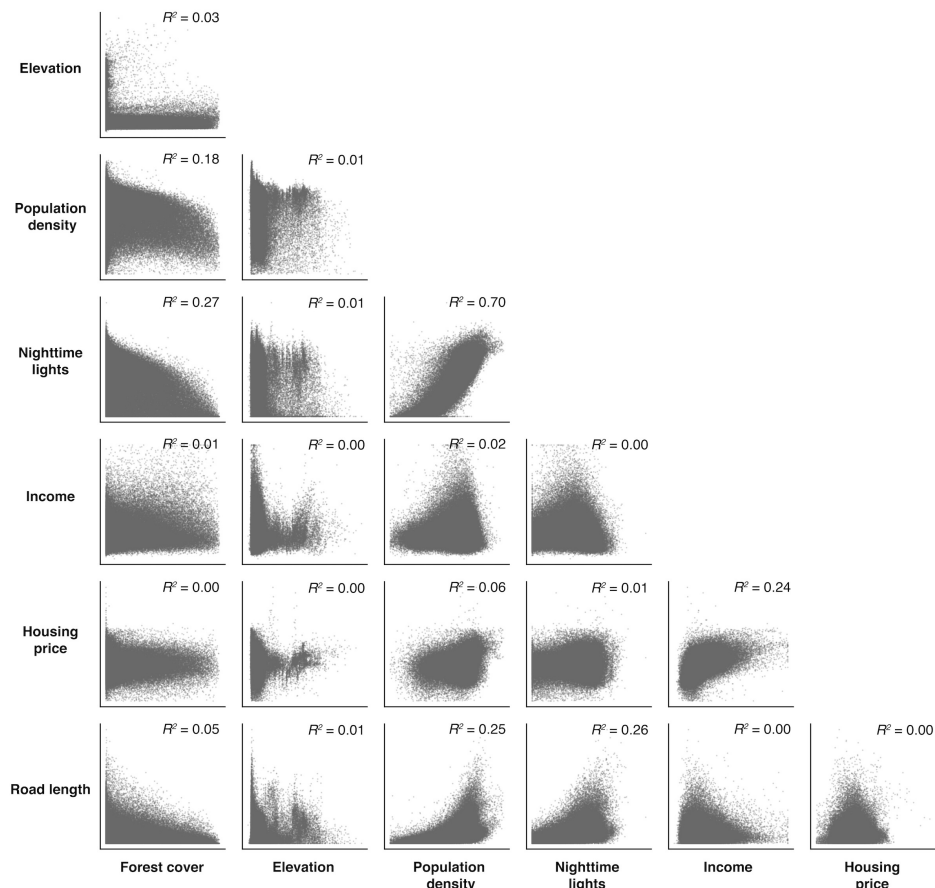 R² = 0.03
Elevation
R² = 0.18
R² = 0.01
Population
density
R² = 0.27
R² = 0.01
R² = 0.70
Nighttime
lights
R² = 0.01
R² = 0.00
R² = 0.02
R² = 0.00
Income
R² = 0.00
R² = 0.00
R² = 0.06
R² = 0.01
R² = 0.24
Housing
price
R² = 0.05
R² = 0.01
R² = 0.25
R² = 0.26
R² = 0.00
R² = 0.00
Road length
Forest cover
Elevation
Population
density
Nighttime
lights
Income
Housing
price